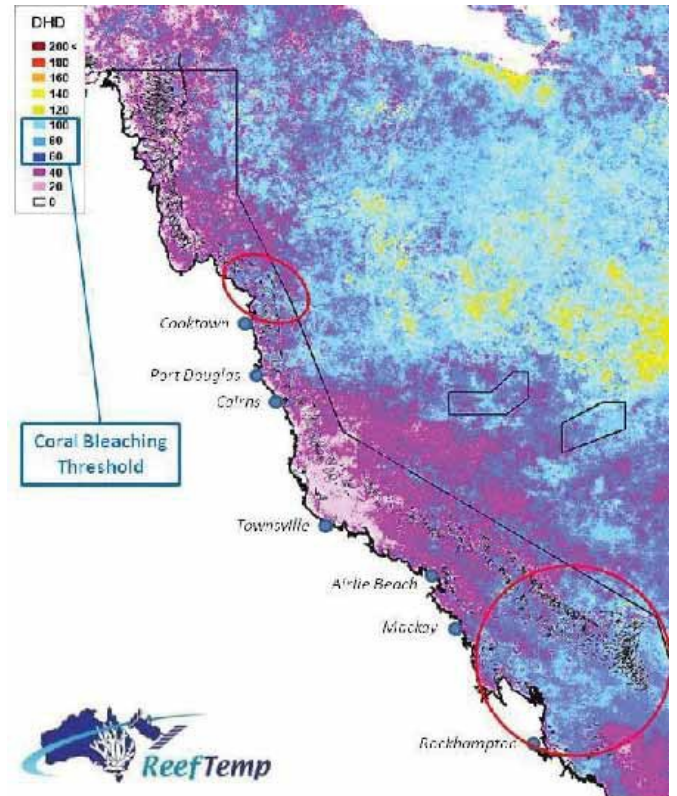 DHD
200 <
180
160
140
120
100
80
60
40
20
0
Cooktown
Port Douglas
Cairns
Coral Bleaching
Threshold
Townsville
Airlie Beach
Mackay
Rockhampton
ReefTemp